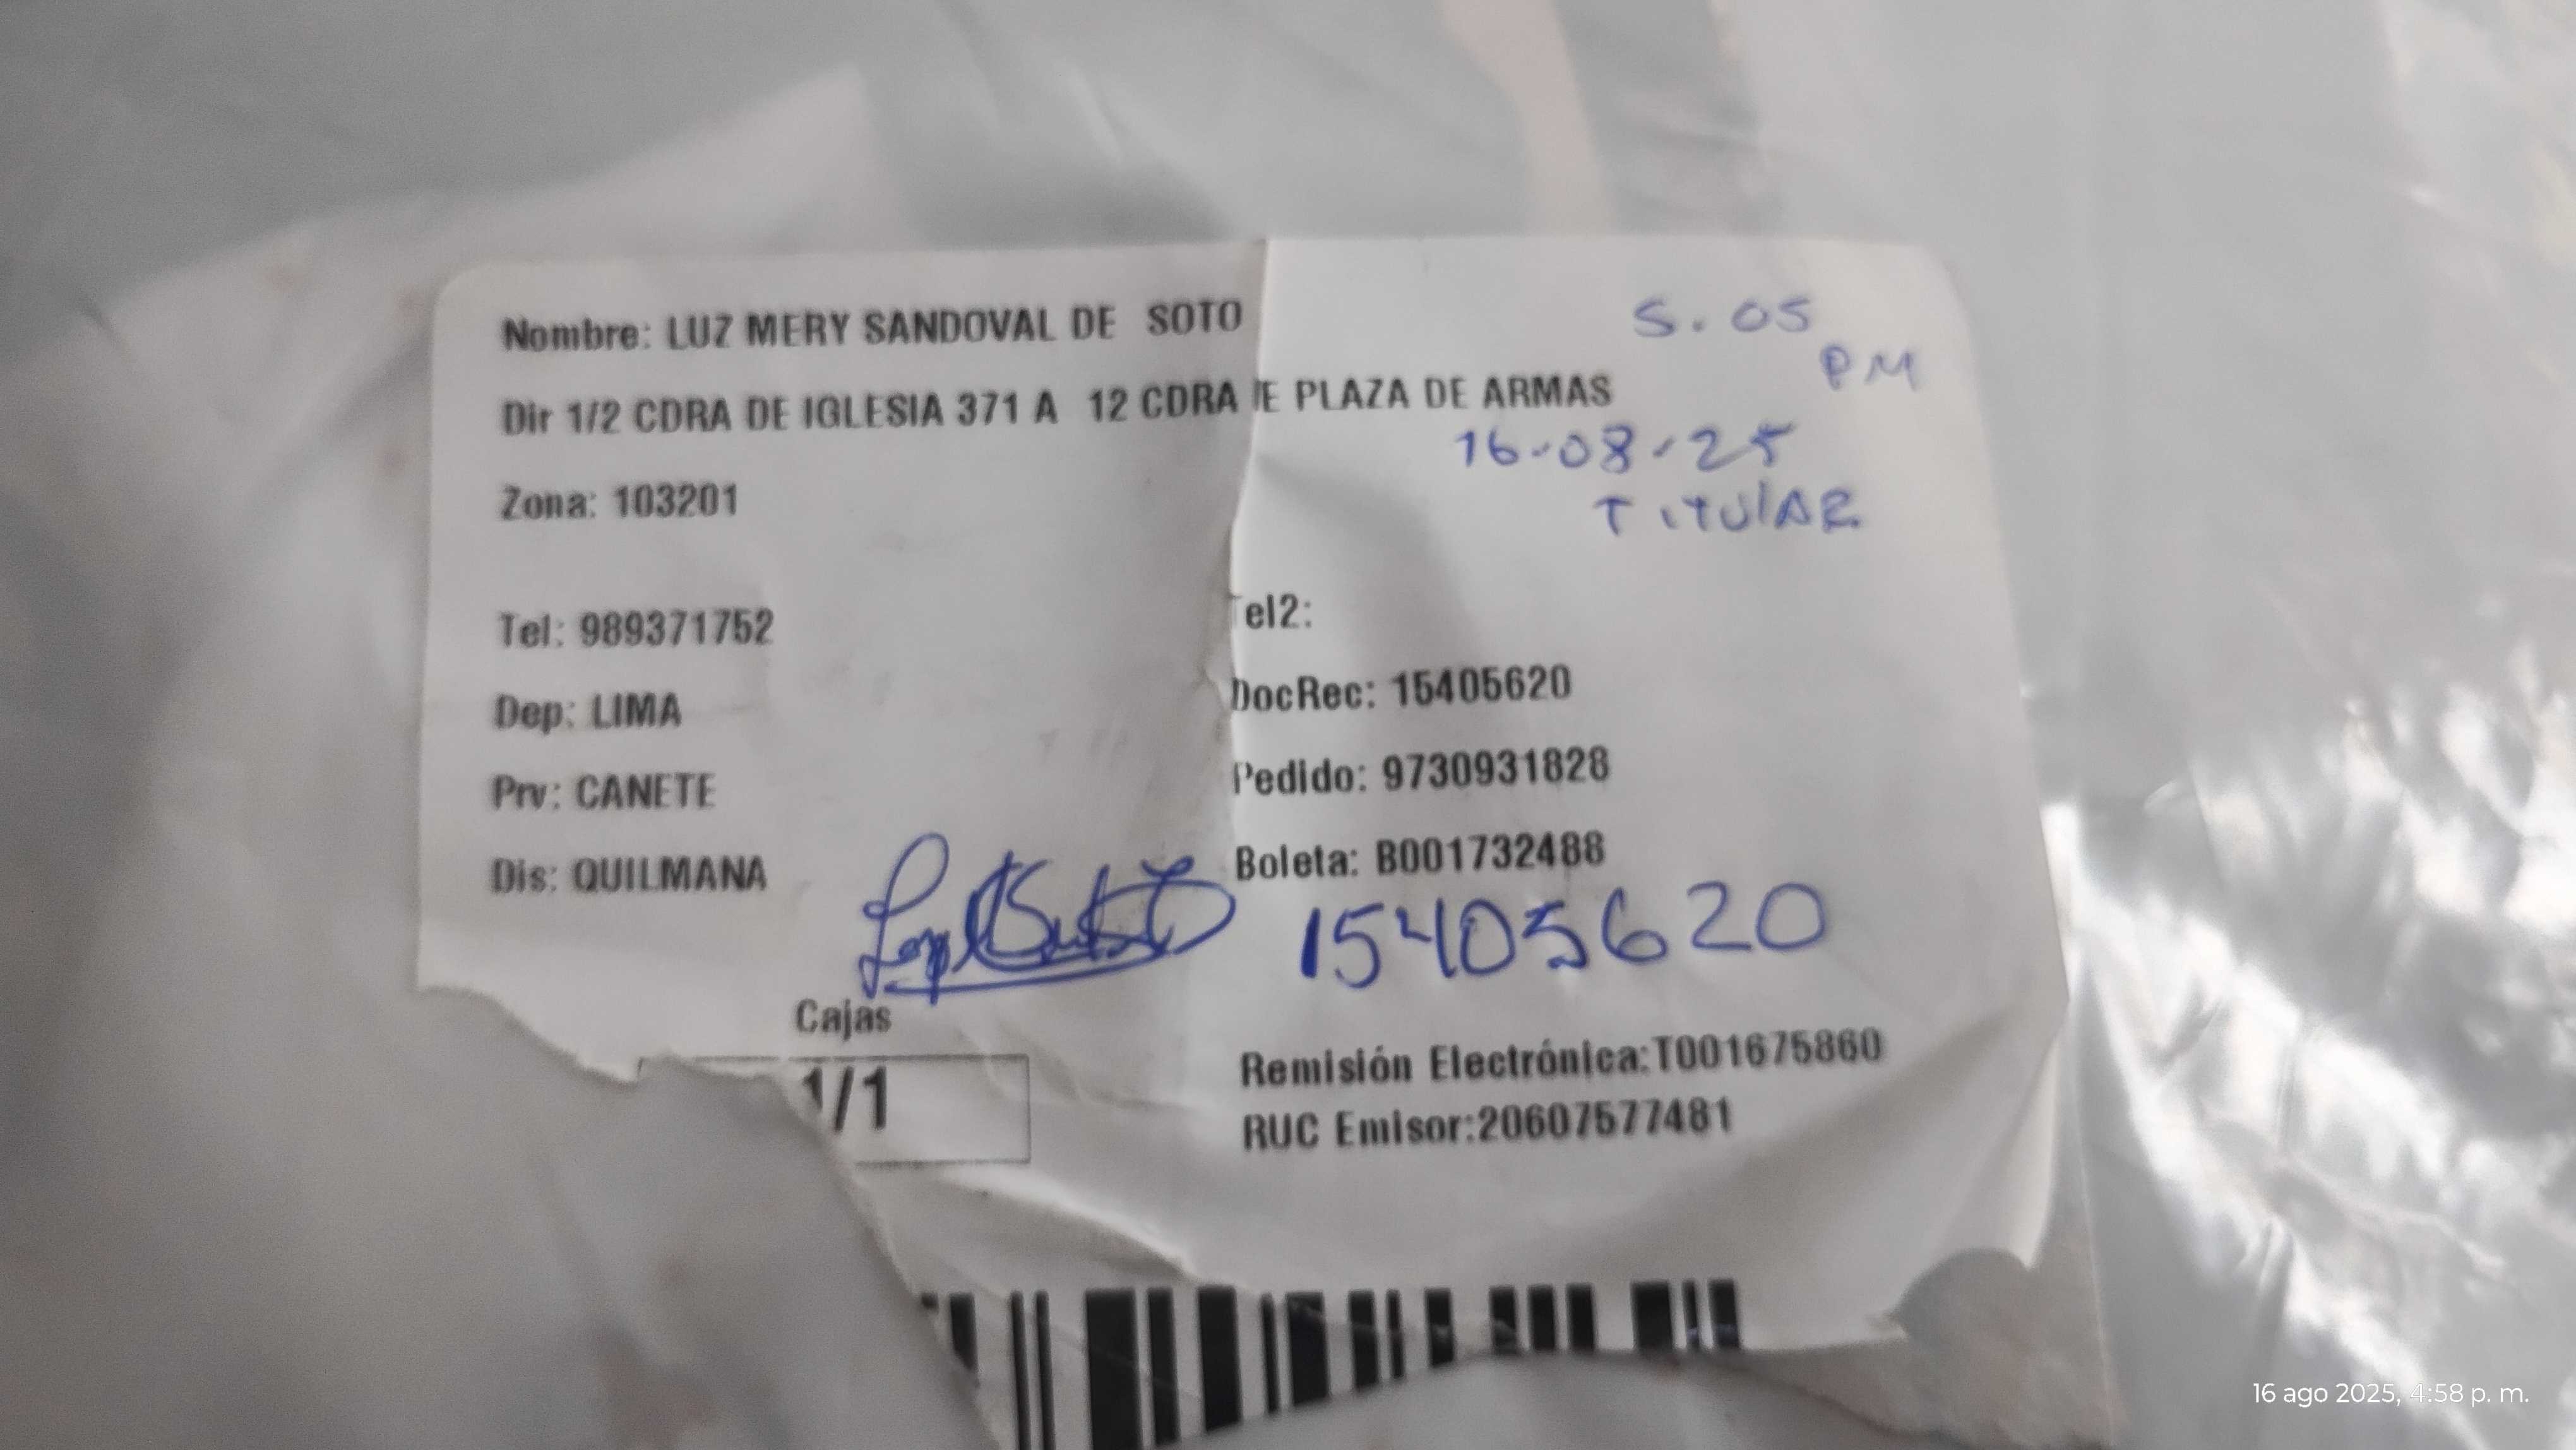 Nombre: LUZ MERY SANDOVAL DE SOTO
S. 05
PM
Dir 1/2 CDRA DE IGLESIA 371 A 12 CDRA E PLAZA DE ARMAS
16-08-25
TITUlAR
Zona: 103201
Tel: 989371752
Tel2:
Dep: LIMA
DocRec: 15405620
Prv: CANETE
Pedido: 9730931828
Dis: QUILMANA
Boleta: B001732488
15405620
Cajas
1/1
Remisión Electrónica:T001675860
RUC Emisor:20607577481
16 ago 2025, 4:58 p. m.